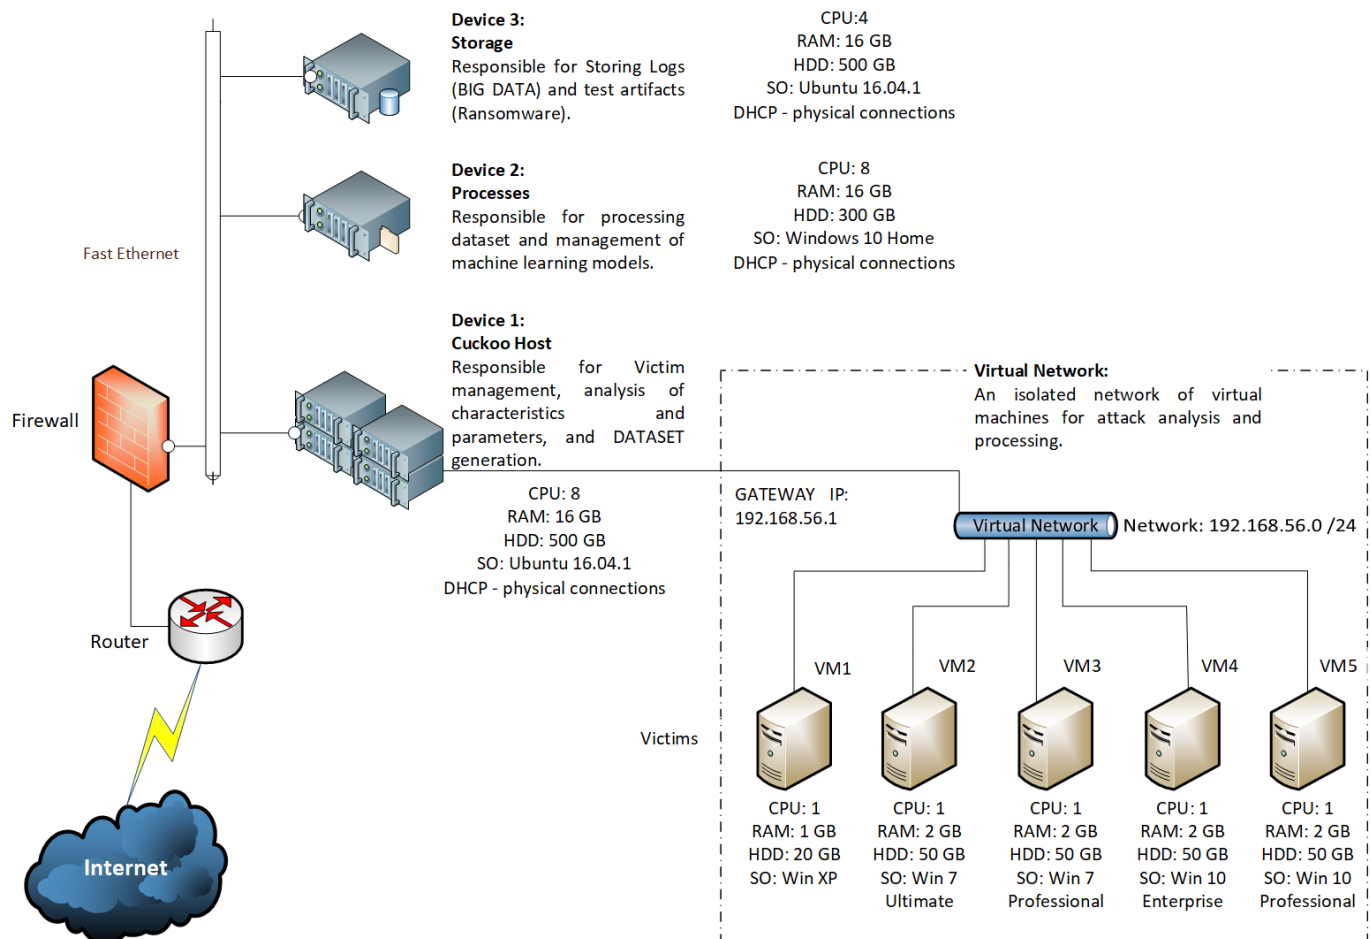 Device 3:
Storage
Responsible for Storing Logs
(BIG DATA) and test artifacts
(Ransomware).
CPU:4
RAM: 16 GB
HDD: 500 GB
SO: Ubuntu 16.04.1
DHCP - physical connections
Device 2:
Processes
Responsible for processing
dataset and management of
machine learning models.
CPU: 8
RAM: 16 GB
HDD: 300 GB
SO: Windows 10 Home
DHCP - physical connections
Fast Ethernet
Device 1:
Cuckoo Host
Responsible for Victim
management, analysis of
characteristics and
parameters, and DATASET
generation.
CPU: 8
RAM: 16 GB
HDD: 500 GB
SO: Ubuntu 16.04.1
DHCP - physical connections
Firewall
Router
Internet
Virtual Network:
An isolated network of virtual
machines for attack analysis and
processing.
GATEWAY IP:
192.168.56.1
Virtual Network
Network: 192.168.56.0 /24
Victims
VM1
CPU: 1
RAM: 1 GB
HDD: 20 GB
SO: Win XP
VM2
CPU: 1
RAM: 2 GB
HDD: 50 GB
SO: Win 7
Ultimate
VM3
CPU: 1
RAM: 2 GB
HDD: 50 GB
SO: Win 7
Professional
VM4
CPU: 1
RAM: 2 GB
HDD: 50 GB
SO: Win 10
Enterprise
VM5
CPU: 1
RAM: 2 GB
HDD: 50 GB
SO: Win 10
Professional